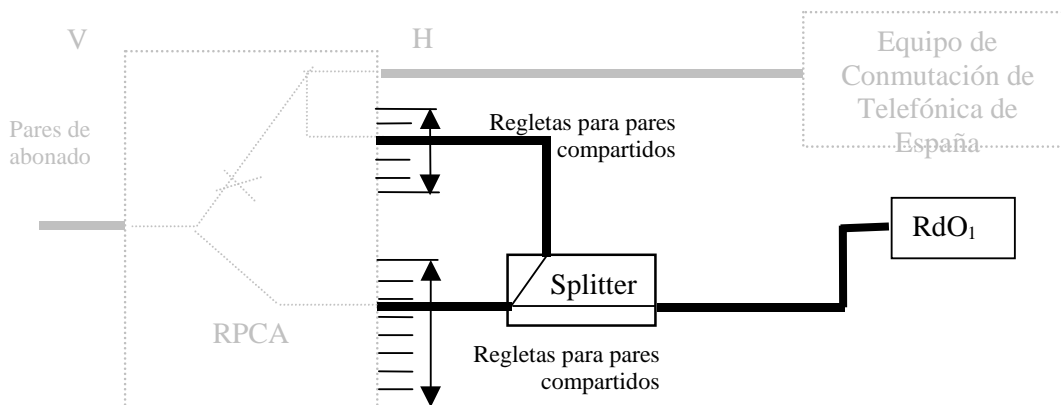 V
H
Equipo de
Conmutación de
Telefónica de
España
Pares de
abonado
Regletas para pares
compartidos
RdO₁
Splitter
RPCA
Regletas para pares
compartidos